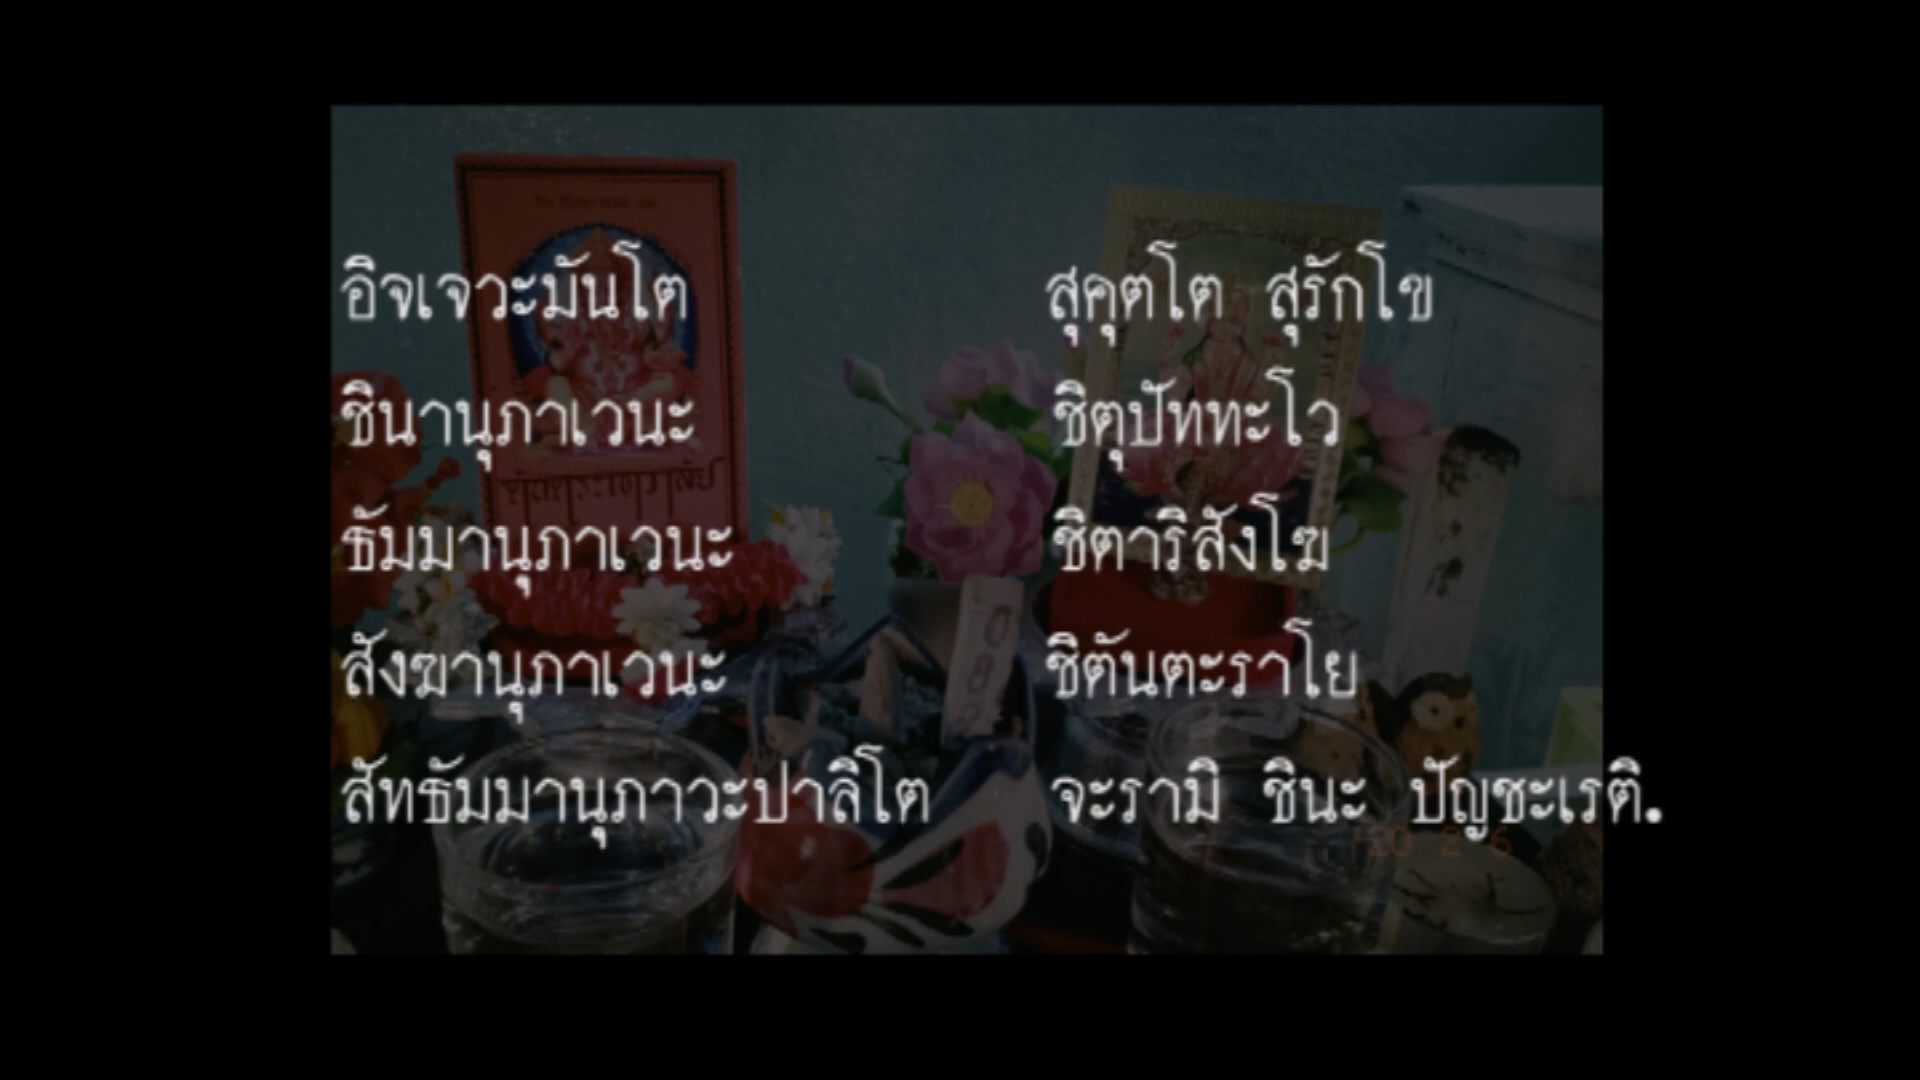 อิจเจวะมันโต สุคุตโต สุรักโข
ชินานุภาเวนะ ชิตุปัททะโว
ธัมมานุภาเวนะ ชิตาริสังโฆ
สังฆานุภาเวนะ ชิตันตะราโย
สัทธัมมานุภาวะปาลิโต จะรามิ ชินะ ปัญชะเรติ.